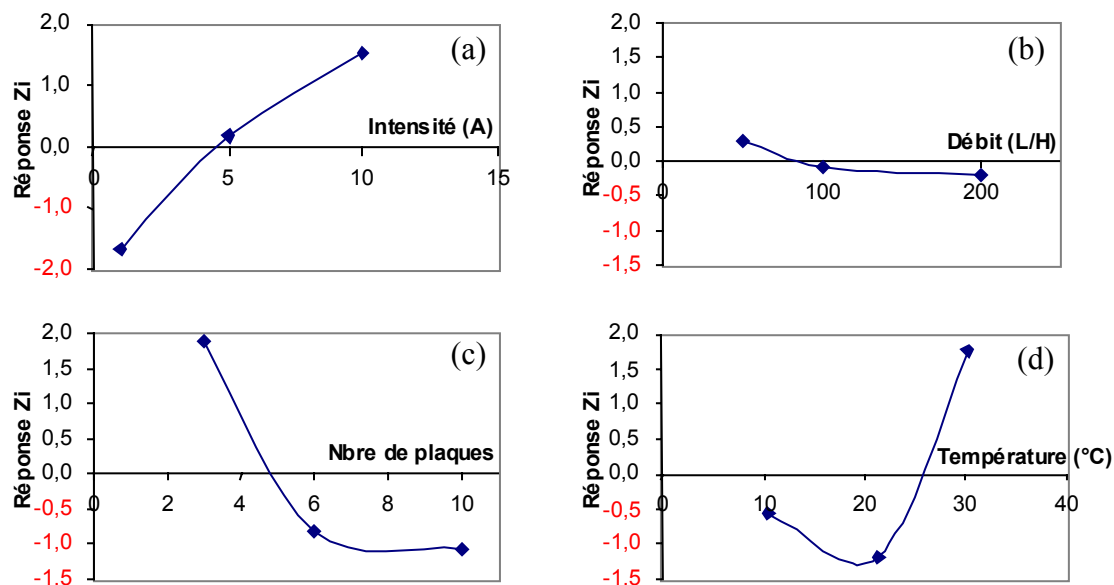 (a)
Réponse Zi
2,0
1,0
0,0
-1,0
-2,0
0 5 10 15
Intensité (A)
(b)
Réponse Zi
2,0
1,5
1,0
0,5
0,0
-0,5
-1,0
-1,5
0 100 200
Débit (L/H)
(c)
Réponse Zi
2,0
1,5
1,0
0,5
0,0
-0,5
-1,0
-1,5
0 2 4 6 8 10
Nbre de plaques
(d)
Réponse Zi
2,0
1,5
1,0
0,5
0,0
-0,5
-1,0
-1,5
0 10 20 30 40
Température (°C)